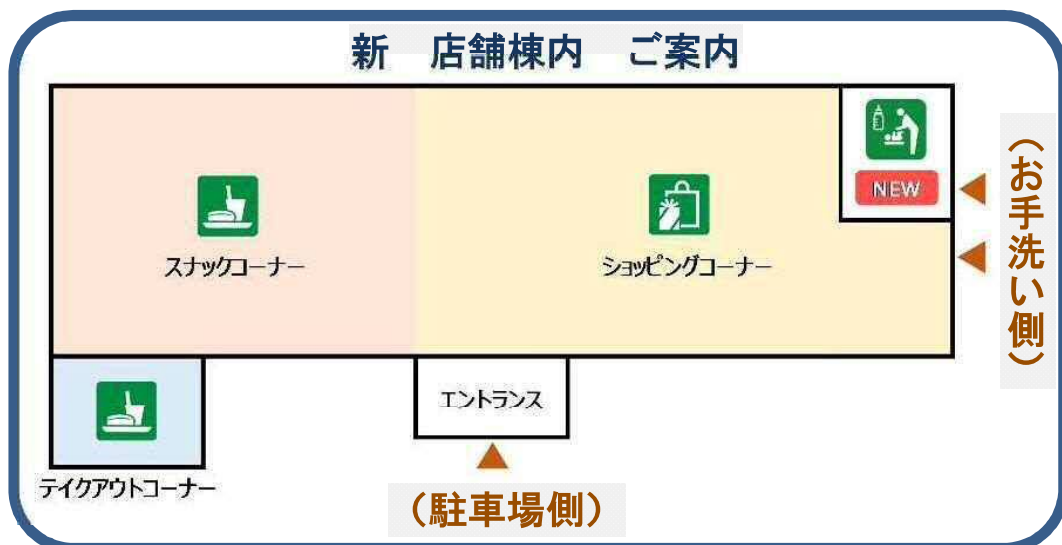 新 店舗棟内 ご案内
NEW
(お手洗い側)
スナックコーナー
ショッピングコーナー
エントランス
テイクアウトコーナー
(駐車場側)